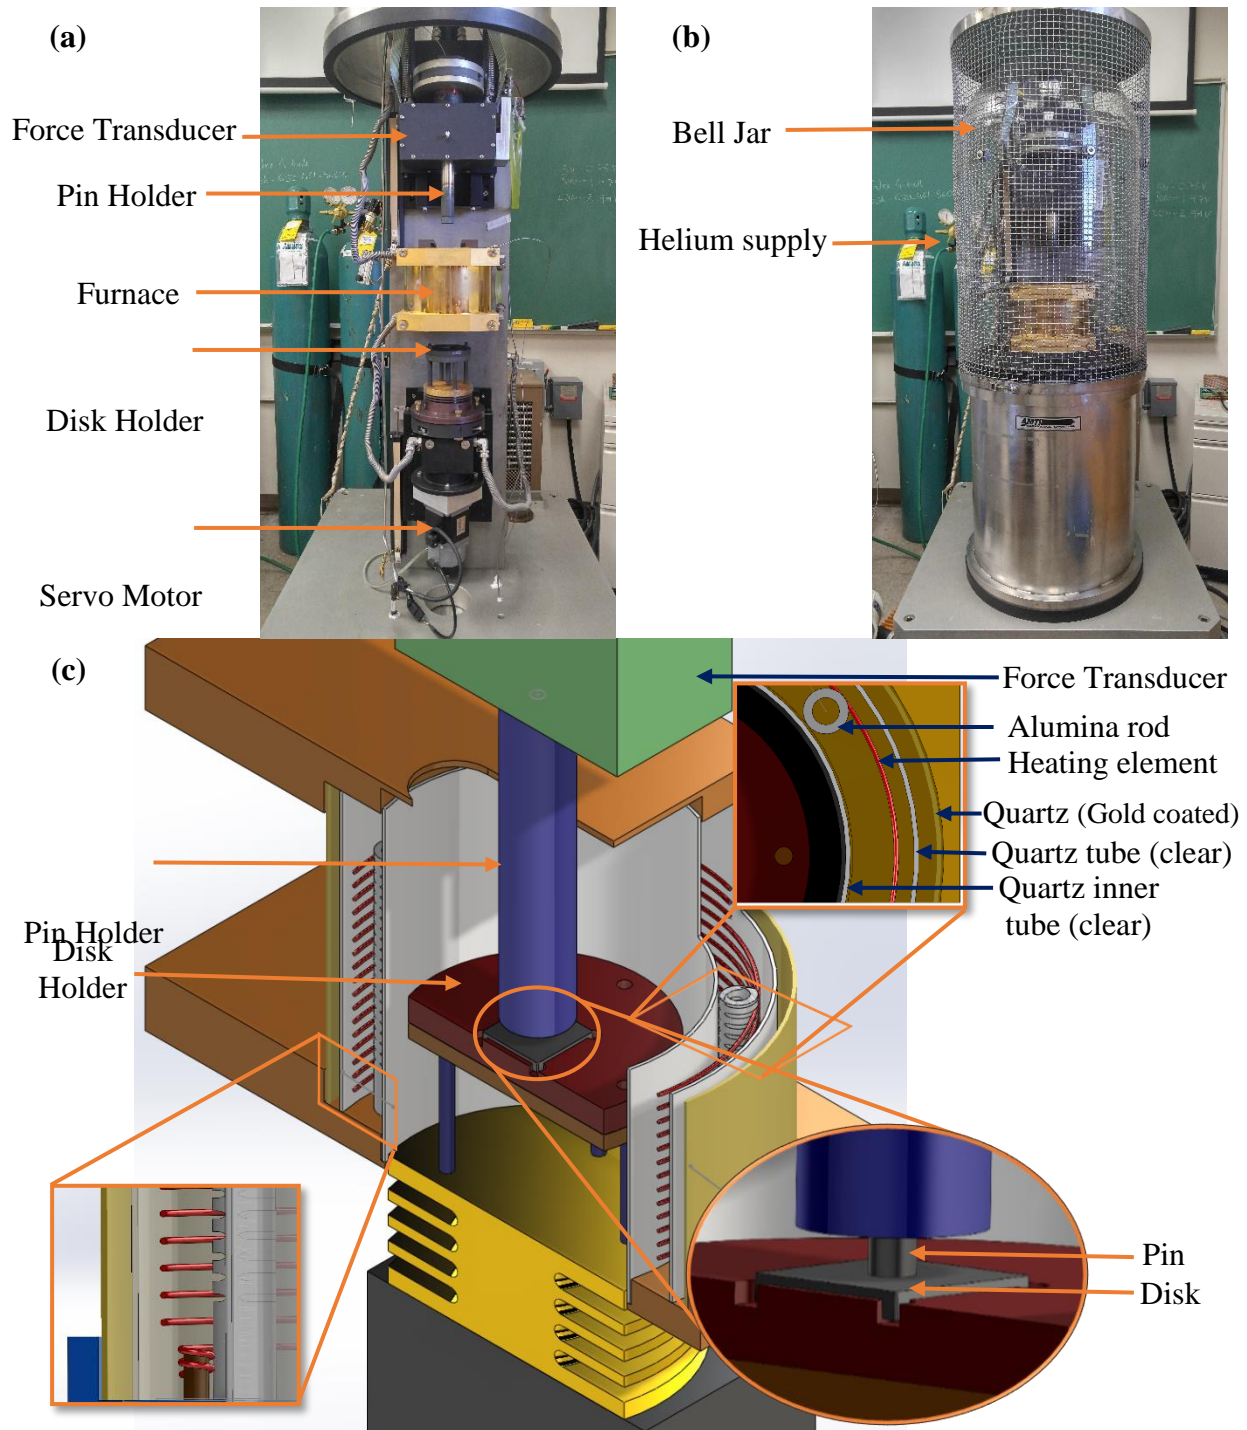 (a)
Force Transducer
Pin Holder
Furnace
Disk Holder
Servo Motor
(b)
Bell Jar
Helium supply
(c)
Force Transducer
Alumina rod
Heating element
Quartz (Gold coated)
Quartz tube (clear)
Quartz inner
tube (clear)
Pin Holder
Disk
Holder
Pin
Disk